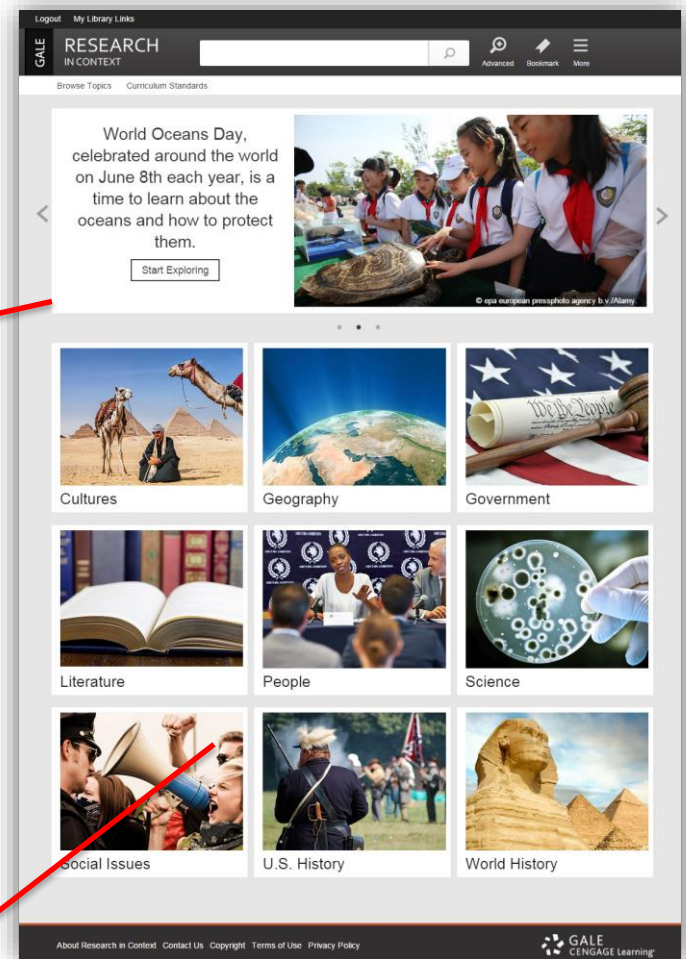 Logout My Library Links
GALE
RESEARCH
IN CONTEXT
Advanced Bookmark More
Browse Topics Curriculum Standards
World Oceans Day,
celebrated around the world
on June 8th each year, is a
time to learn about the
oceans and how to protect
them.
Start Exploring
© epa european pressphoto agency b.v./Alamy.
Cultures
Geography
We the People
Government
Literature
People
Science
Social Issues
U.S. History
World History
About Research in Context Contact Us Copyright Terms of Use Privacy Policy
GALE
CENGAGE Learning®